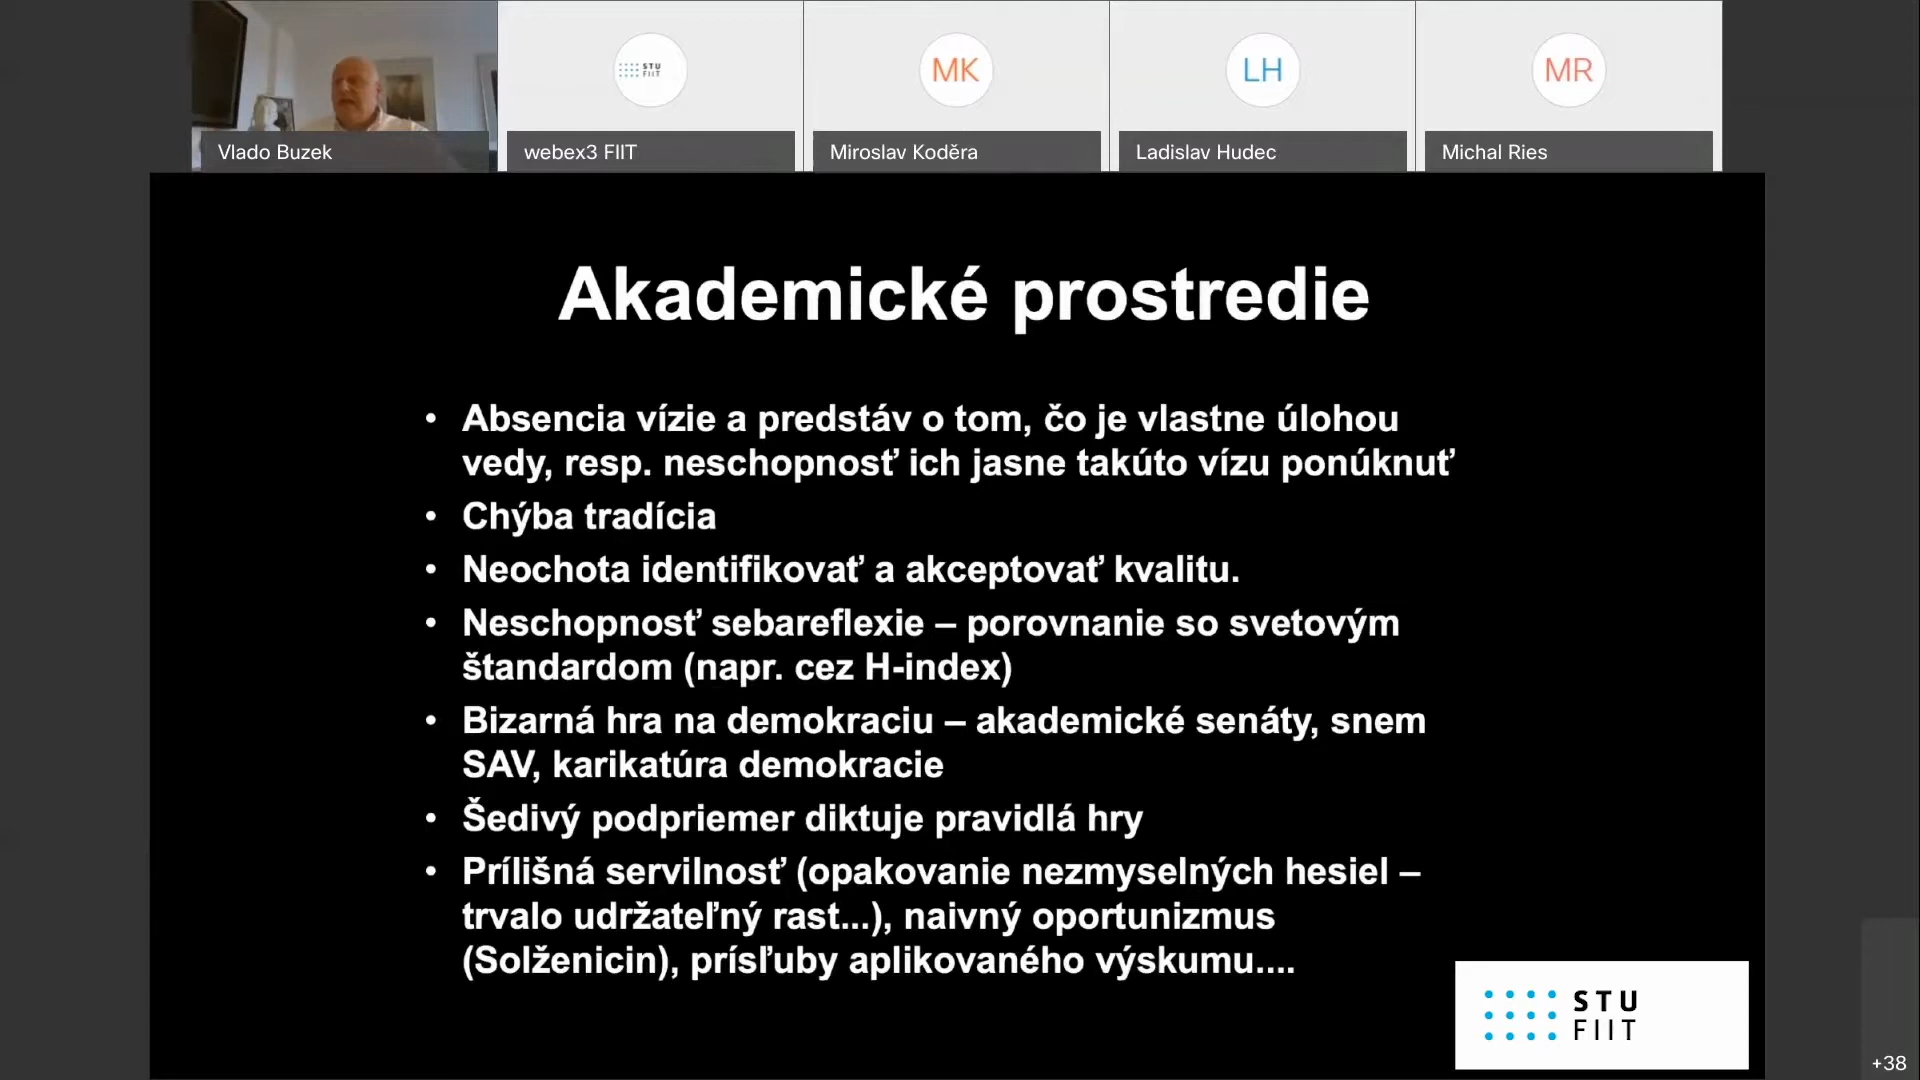 STU
FIIT
MK
LH
MR
Vlado Buzek
webex3 FIIT
Miroslav Koděra
Ladislav Hudec
Michal Ries
Akademické prostredie
• Absencia vízie a predstáv o tom, čo je vlastne úlohou
vedy, resp. neschopnosť ich jasne takúto vízu ponúknuť
• Chýba tradícia
• Neochota identifikovať a akceptovať kvalitu.
• Neschopnosť sebareflexie – porovnanie so svetovým
štandardom (napr. cez H-index)
• Bizarná hra na demokraciu – akademické senáty, snem
SAV, karikatúra demokracie
• Šedivý podpriemer diktuje pravidlá hry
• Prílišná servilnosť (opakovanie nezmyselných hesiel –
trvalo udržateľný rast...), naivný oportunizmus
(Solženicin), prísľuby aplikovaného výskumu....
STU
FIIT
+38